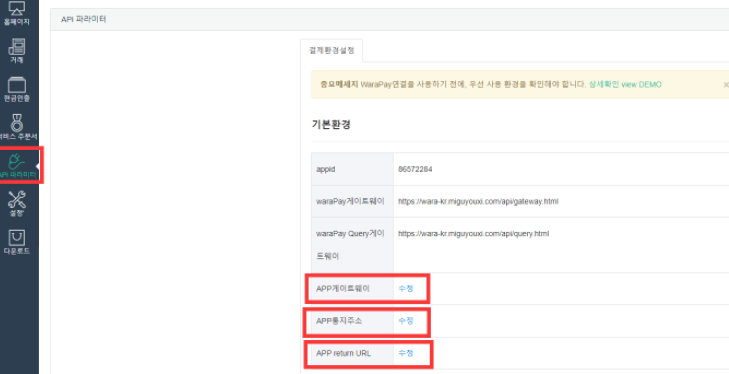 홈페이지
거래
현금인출
서비스 주문서
API 파라미터
설정
다운로드
API 파라미터
결제환경설정
중요메세지 WaraPay연결을 사용하기 전에, 우선 사용 환경을 확인해야 합니다. 상세확인 view DEMO
기본환경
appid 86572284
waraPay게이트웨이 https://wara-kr.miguyouxi.com/api/gateway.html
waraPay Query게이 https://wara-kr.miguyouxi.com/api/query.html
트웨이
APP게이트웨이 수정
APP통지주소 수정
APP return URL 수정